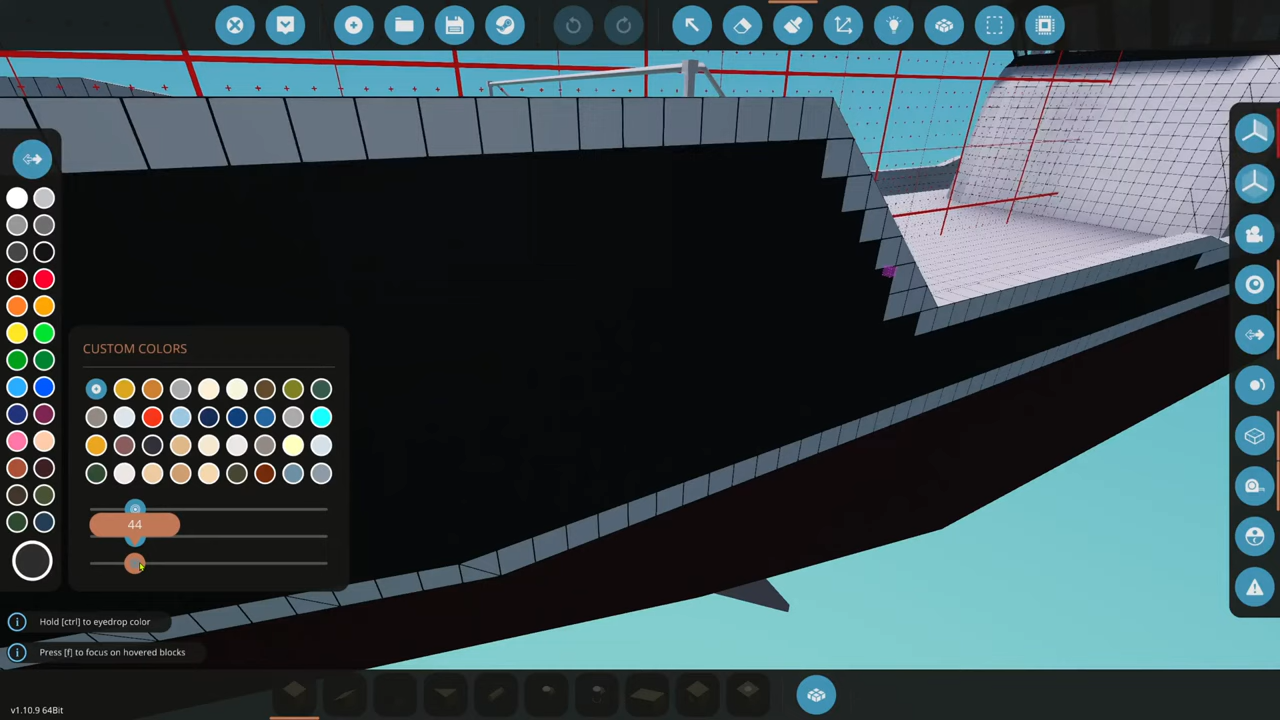 CUSTOM COLORS
44
Hold [ctrl] to eyedrop color
Press [f] to focus on hovered blocks
v1.10.9 64Bit